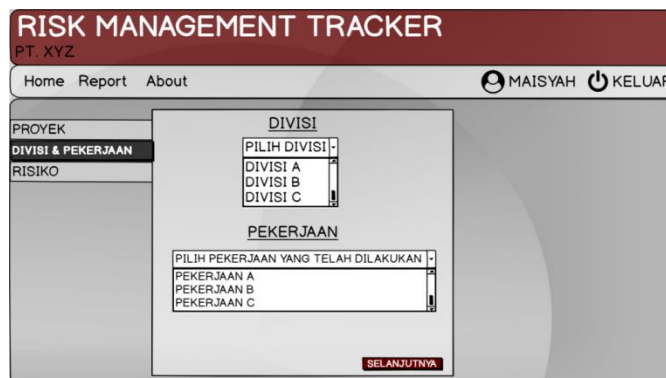 RISK MANAGEMENT TRACKER
PT. XYZ
Home Report About MAISYAH KELUAR
PROYEK
DIVISI & PEKERJAAN
RISIKO
DIVISI
PILIH DIVISI
DIVISI A
DIVISI B
DIVISI C
PEKERJAAN
PILIH PEKERJAAN YANG TELAH DILAKUKAN
PEKERJAAN A
PEKERJAAN B
PEKERJAAN C
SELANJUTNYA